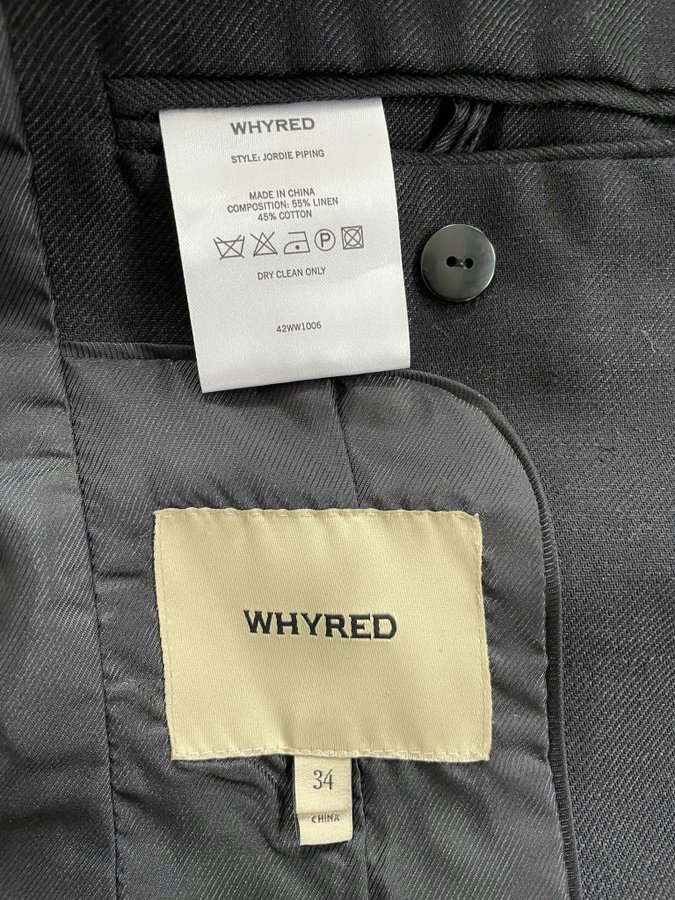 WHYRED
STYLE: JORDIE PIPING
MADE IN CHINA
COMPOSITION: 55% LINEN
45% COTTON
P
DRY CLEAN ONLY
42WW1006
WHYRED
34
CHINA